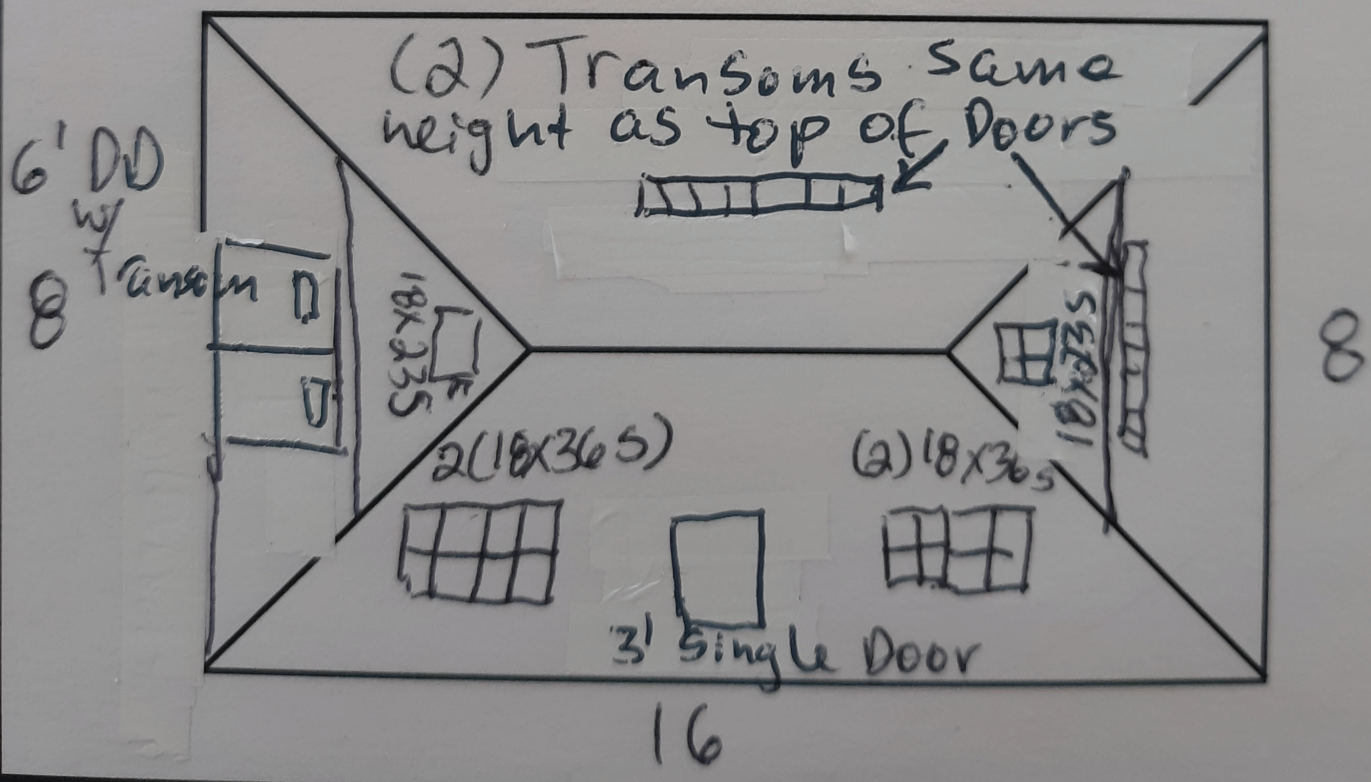 (2) Transoms same
height as top of Doors
6' DD
w/
Transom
8
18x23S
18x23S
8
2(18x36S)
(2)18x36s
3' Single Door
16